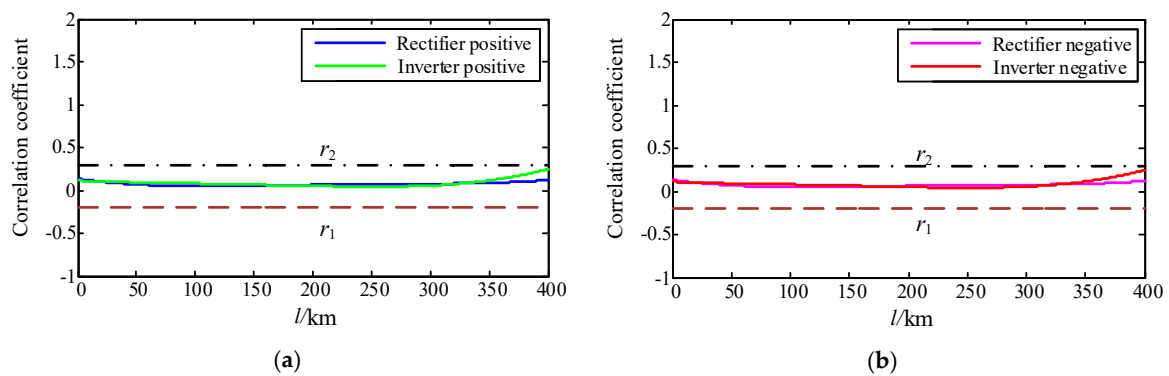 2
1.5
1
0.5
0
-0.5
-1
Correlation coefficient
Rectifier positive
Inverter positive
r2
r1
0 50 100 150 200 250 300 350 400
l/km
(a)
2
1.5
1
0.5
0
-0.5
-1
Correlation coefficient
Rectifier negative
Inverter negative
r2
r1
0 50 100 150 200 250 300 350 400
l/km
(b)